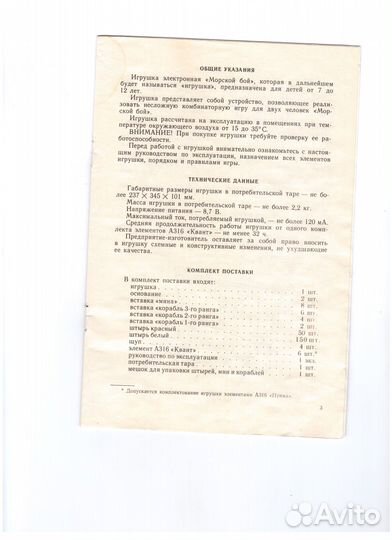 ОБЩИЕ УКАЗАНИЯ
Игрушка электронная «Морской бой», которая в дальнейшем
будет называться «игрушка», предназначена для детей от 7 до
12 лет.
Игрушка представляет собой устройство, позволяющее реали-
зовать несложную комбинаторную игру для двух человек «Мор-
ской бой».
Игрушка рассчитана на эксплуатацию в помещениях при тем-
пературе окружающего воздуха от 15 до 35°С.
ВНИМАНИЕ! При покупке игрушки требуйте проверку ее ра-
ботоспособности.
Перед работой с игрушкой внимательно ознакомьтесь с настоя-
щим руководством по эксплуатации, назначением всех элементов
игрушки, порядком и правилами игры.
ТЕХНИЧЕСКИЕ ДАННЫЕ
Габаритные размеры игрушки в потребительской таре — не бо-
лее 237 × 345 × 101 мм.
Масса игрушки в потребительской таре — не более 2,2 кг.
Напряжение питания — 8,7 В.
Максимальный ток, потребляемый игрушкой, — не более 120 мА.
Средняя продолжительность работы игрушки от одного комп-
лекта элементов А316 «Квант» — не менее 32 ч.
Предприятие-изготовитель оставляет за собой право вносить
в игрушку схемные и конструктивные изменения, не ухудшающие
ее качества.
КОМПЛЕКТ ПОСТАВКИ
В комплект поставки входят:
игрушка 1 шт.
основание 2 шт.
вставка «мина» 8 шт.
вставка «корабль 3-го ранга» 6 шт.
вставка «корабль 2-го ранга» 4 шт.
вставка «корабль 1-го ранга» 2 шт.
штырь красный 50 шт.
штырь белый 150 шт.
щуп 4 шт.
элемент А316 «Квант» 6 шт.*
руководство по эксплуатации 1 экз.
потребительская тара 1 шт.
мешок для упаковки штырей, мин и кораблей 1 шт.
* Допускается комплектование игрушки элементами А316 «Прима».
3
Avito